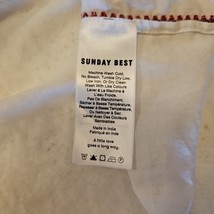 SUNDAY BEST
Machine Wash Cold.
No Bleach, Tumble Dry Low.
Low Iron, Or Dry Clean
Wash With Like Colours
Laver À La Machine À
L'eau Froide.
Pas De Blanchiment.
Sécher à Basse Température.
Repasser à Basse Température.
Ou Nettoyer à Sec
Laver Avec Des Couleurs
Semblables
Made in India
Fabriqué en Inde
A little love
goes a long way.